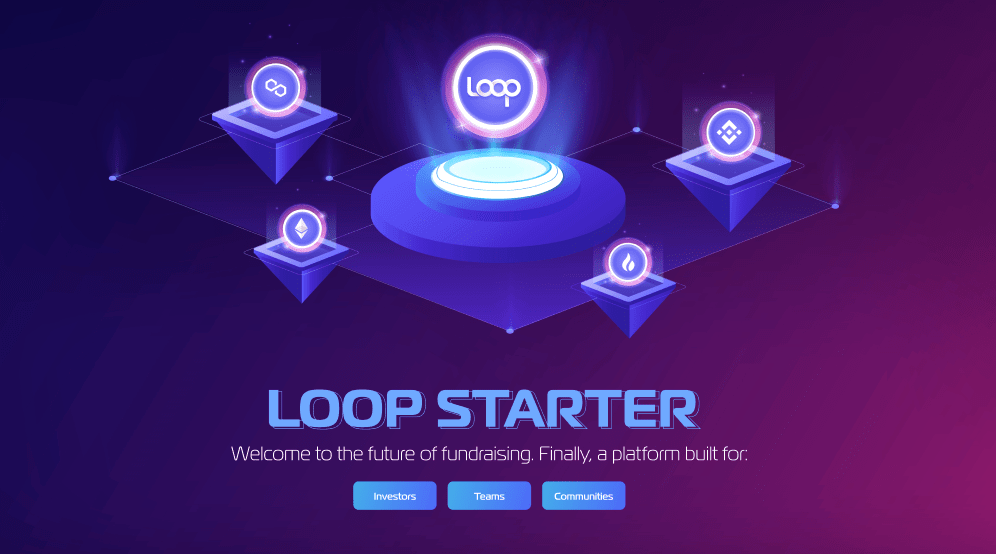 Loop
LOOP STARTER
Welcome to the future of fundraising. Finally, a platform built for:
Investors
Teams
Communities